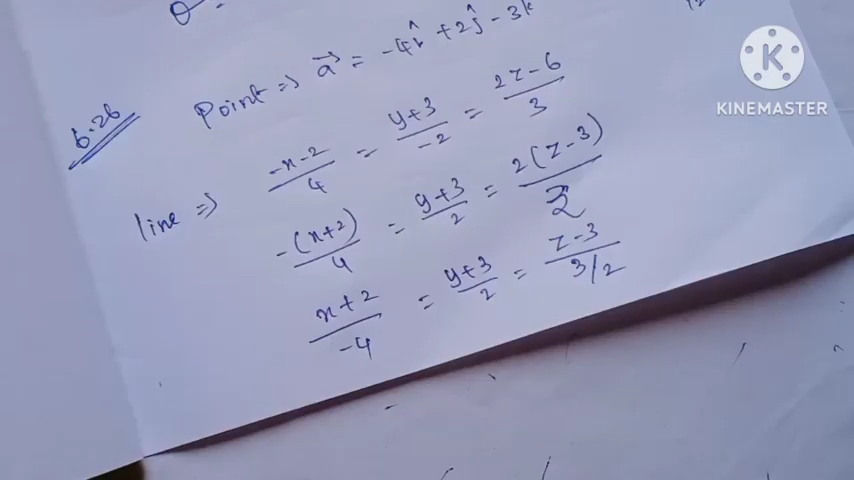 6.26
Point => a⃗ = -4î + 2ĵ - 3k
line => -x-2/4 = y+3/-2 = 2z-6/3
-(x+2)/4 = y+3/2 = 2(z-3)/3
x+2/-4 = y+3/2 = z-3/3/2
K
KINEMASTER